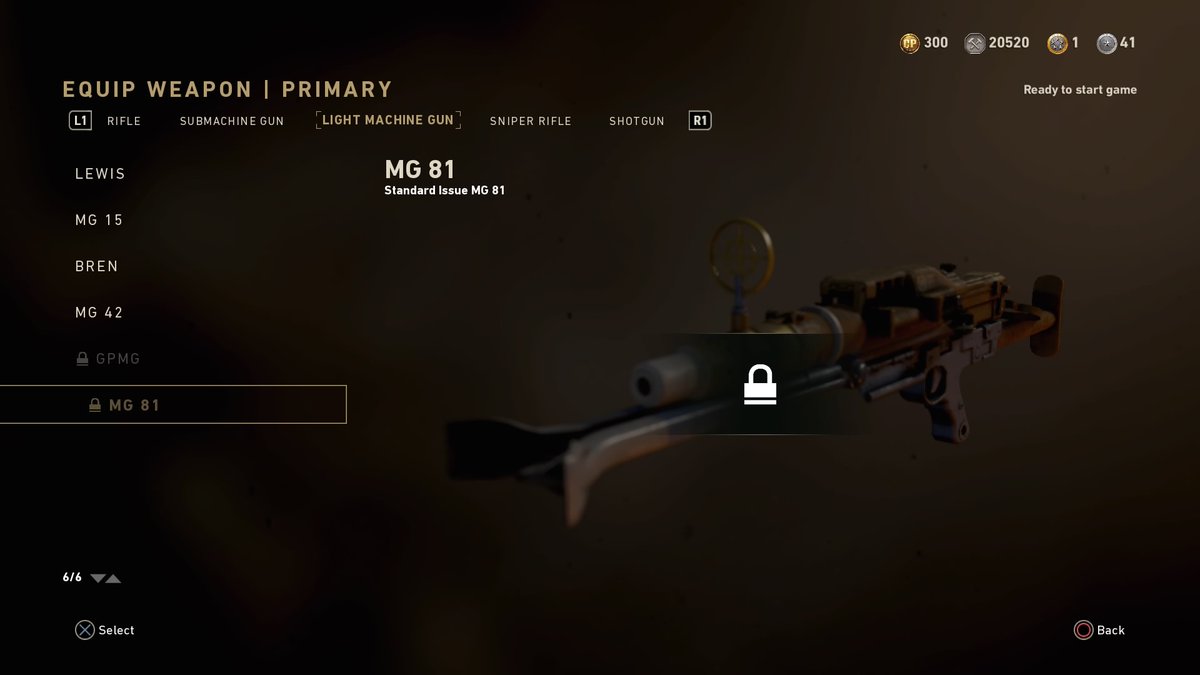 CP 300 20520 1 41
EQUIP WEAPON | PRIMARY
Ready to start game
L1 RIFLE SUBMACHINE GUN LIGHT MACHINE GUN SNIPER RIFLE SHOTGUN R1
LEWIS
MG 15
BREN
MG 42
GPMG
MG 81
MG 81
Standard Issue MG 81
6/6
Select
Back